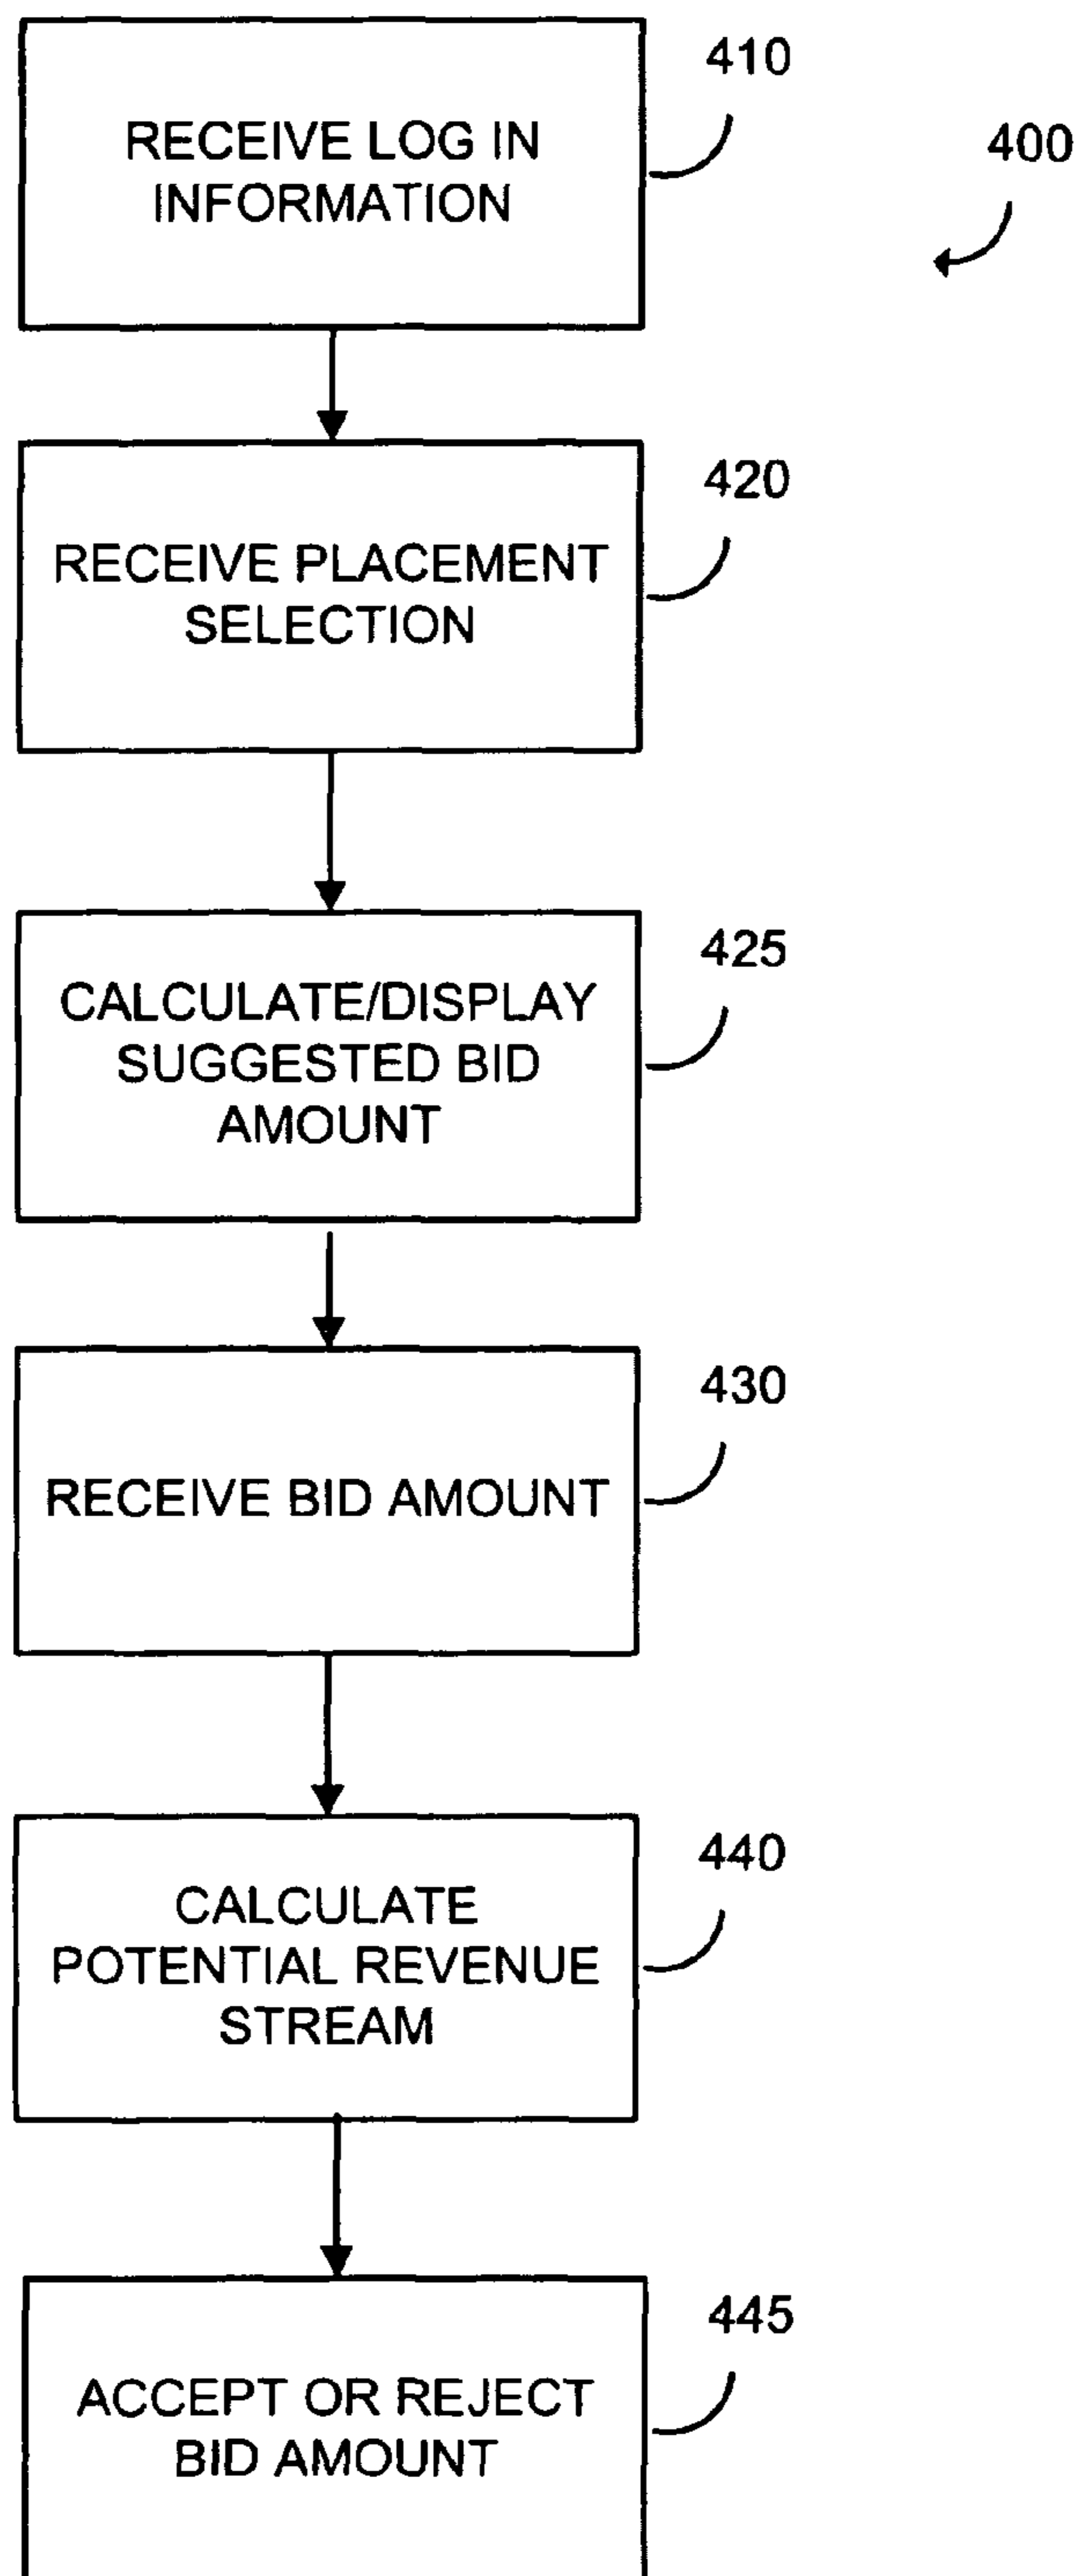 410
400
RECEIVE LOG IN
INFORMATION
420
RECEIVE PLACEMENT
SELECTION
425
CALCULATE/DISPLAY
SUGGESTED BID
AMOUNT
430
RECEIVE BID AMOUNT
440
CALCULATE
POTENTIAL REVENUE
STREAM
445
ACCEPT OR REJECT
BID AMOUNT